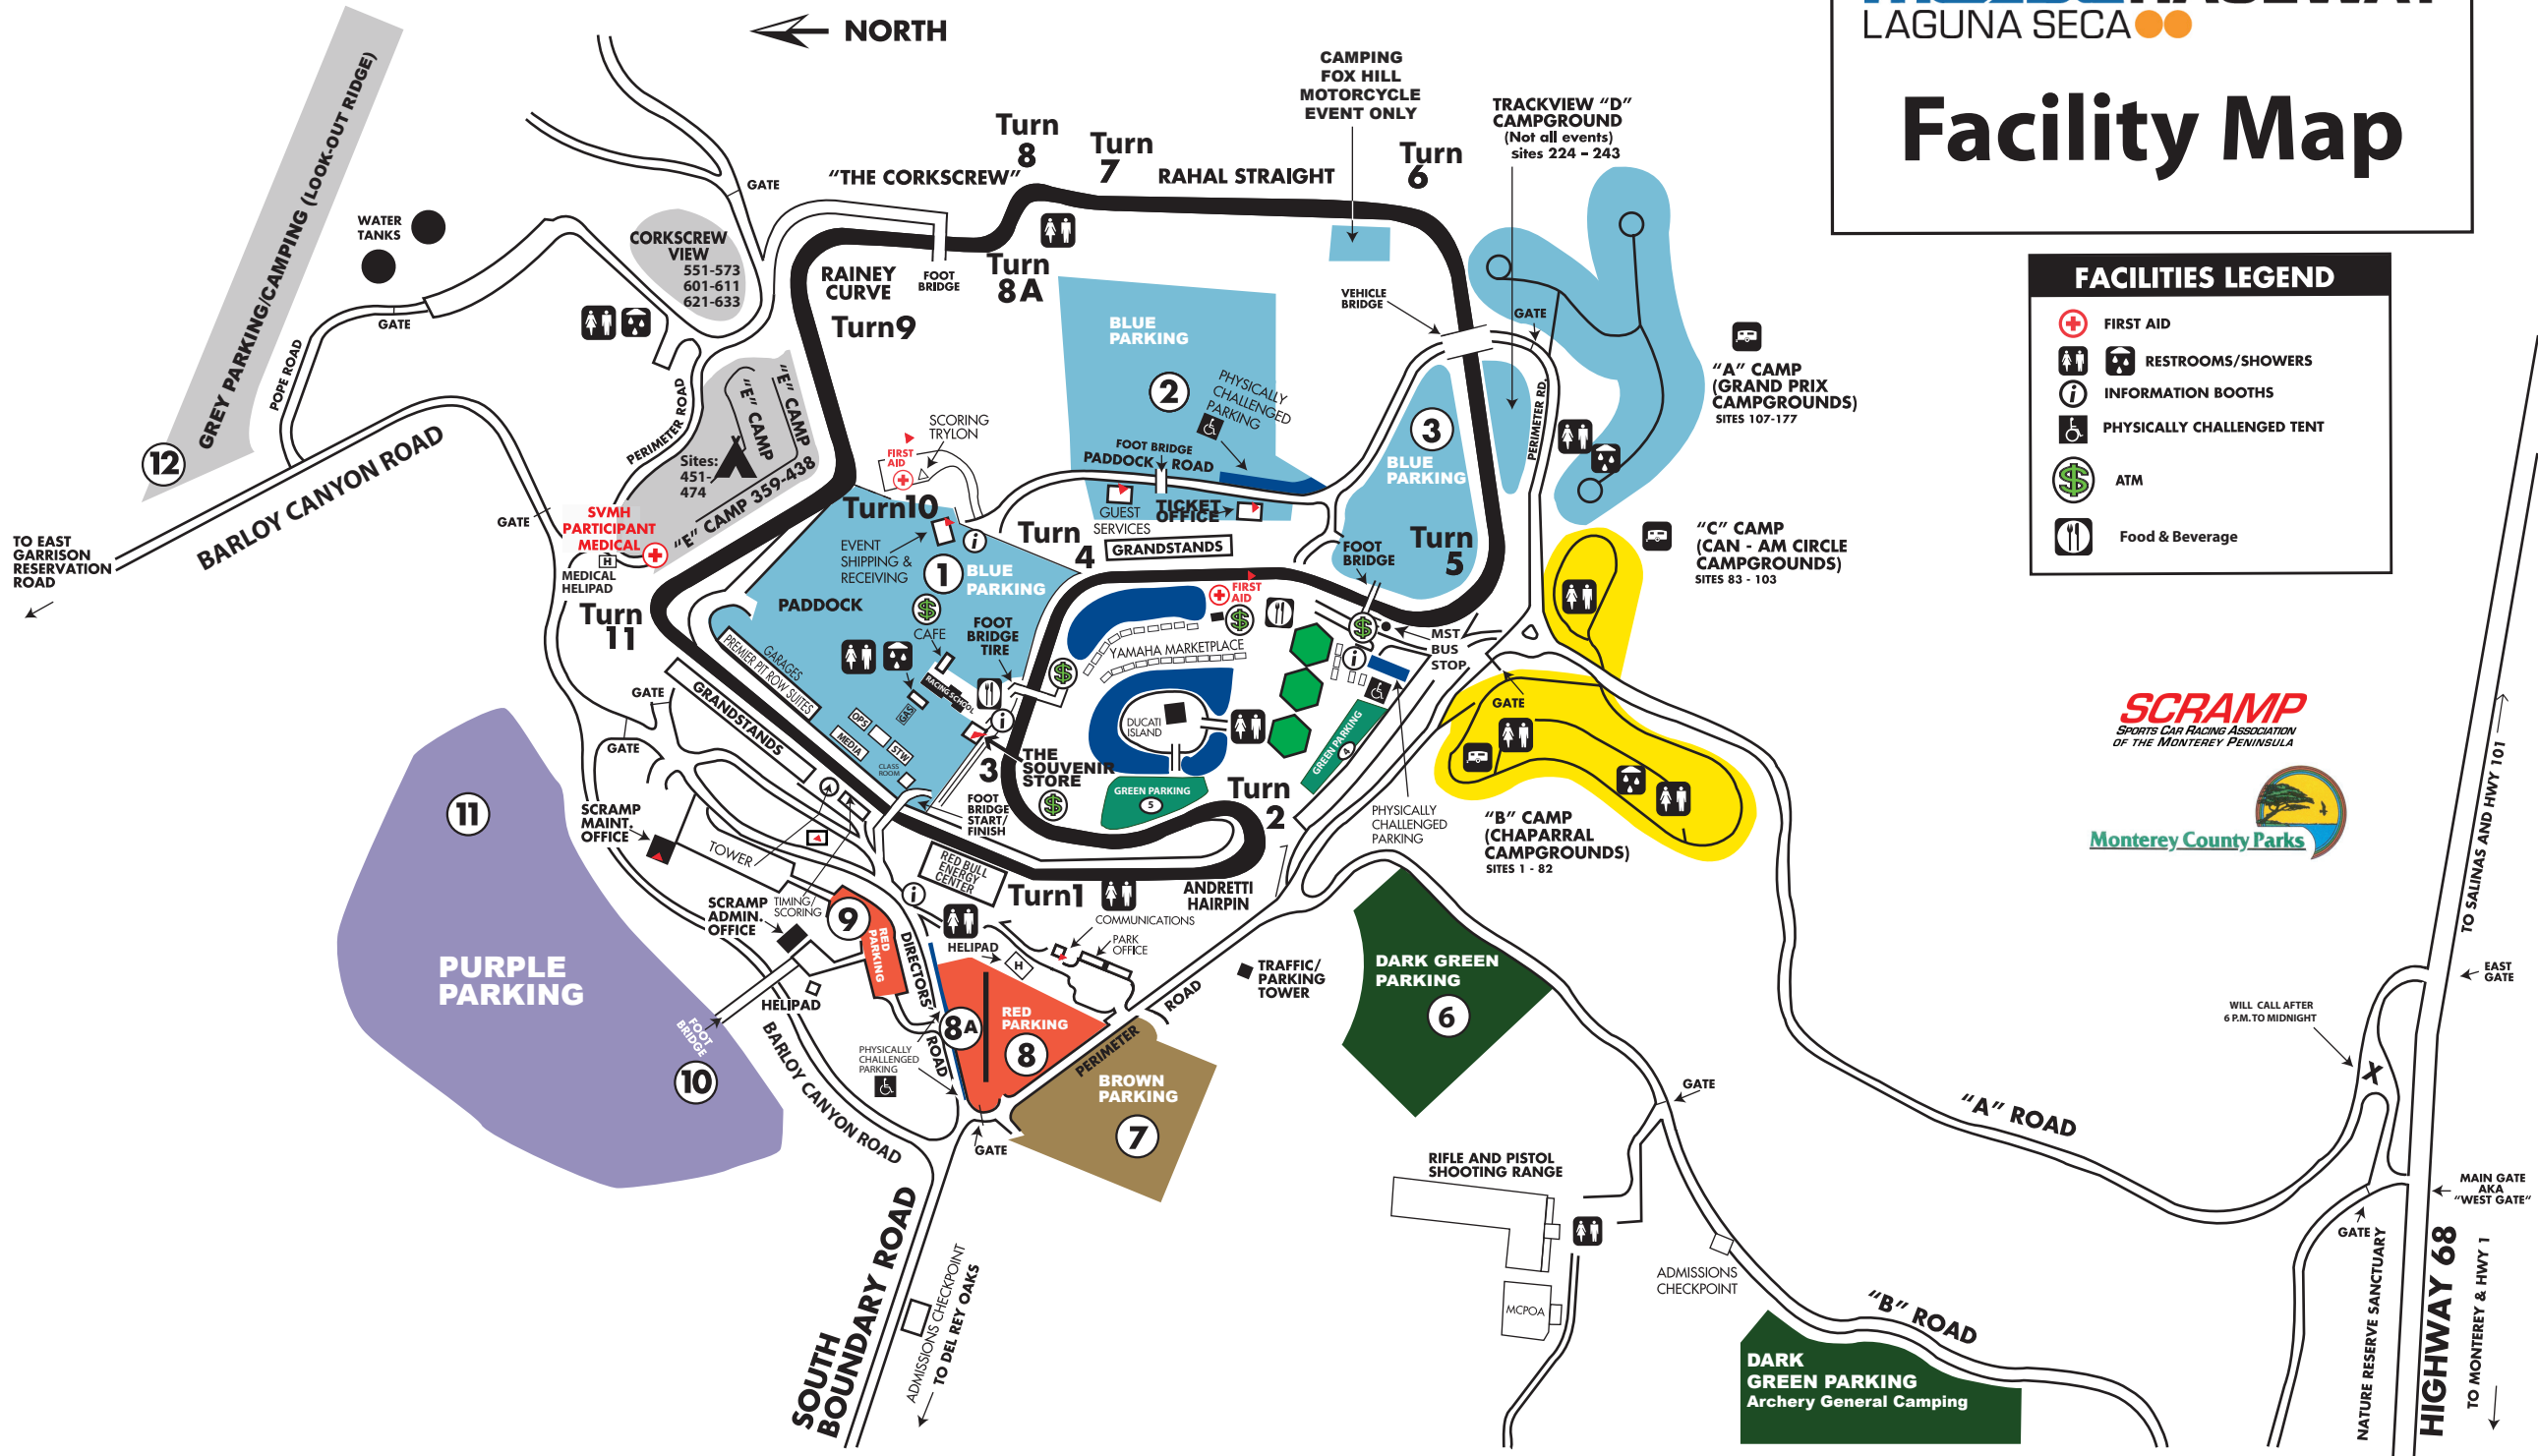 RACEWAY
LAGUNA SECA
Facility Map
NORTH
CAMPING
FOX HILL
MOTORCYCLE
EVENT ONLY
TRACKVIEW “D”
CAMPGROUND
(Not all events)
sites 224 – 243
Turn
8
Turn
7
“THE CORKSCREW”
RAHAL STRAIGHT
Turn
6
GATE
WATER
TANKS
GREY PARKING/CAMPING (LOOK-OUT RIDGE)
12
CORKSCREW
VIEW
551-573
601-611
621-633
RAINEY
CURVE
FOOT
BRIDGE
Turn
8A
Turn9
VEHICLE
BRIDGE
GATE
GATE
POPE ROAD
BARLOY CANYON ROAD
PERIMETER ROAD
“E” CAMP
“E” CAMP
Sites:
451-
474
“E” CAMP 359-438
BLUE
PARKING
2
PHYSICALLY
CHALLENGED
PARKING
3
BLUE
PARKING
PERIMETER RD.
“A” CAMP
(GRAND PRIX
CAMPGROUNDS)
SITES 107-177
FACILITIES LEGEND
FIRST AID
RESTROOMS/SHOWERS
i
INFORMATION BOOTHS
PHYSICALLY CHALLENGED TENT
$
ATM
Food & Beverage
SCORING
TRYLON
FIRST
AID
FOOT BRIDGE
PADDOCK ROAD
GUEST
SERVICES
TICKET
OFFICE
GRANDSTANDS
Turn10
i
EVENT
SHIPPING &
RECEIVING
1
BLUE
PARKING
PADDOCK
$
CAFE
Turn
4
FOOT
BRIDGE
Turn
5
“C” CAMP
(CAN - AM CIRCLE
CAMPGROUNDS)
SITES 83 - 103
GATE
SVMH
PARTICIPANT
MEDICAL
H
MEDICAL
HELIPAD
TO EAST
GARRISON
RESERVATION
ROAD
Turn
11
GARAGES
PREMIER PIT ROW SUITES
GRANDSTANDS
FOOT
BRIDGE
TIRE
$
FIRST
AID
$
YAMAHA MARKETPLACE
$
i
MST
BUS
STOP
RACING SCHOOL
GAS
OPS
MEDIA
STW
CLASS
ROOM
i
DUCATI
ISLAND
GREEN PARKING
4
GATE
PHYSICALLY
CHALLENGED
PARKING
3
THE
SOUVENIR
STORE
$
GREEN PARKING
5
Turn
2
FOOT
BRIDGE
START/
FINISH
“B” CAMP
(CHAPARRAL
CAMPGROUNDS)
SITES 1 - 82
SCRAMP
SPORTS CAR RACING ASSOCIATION
OF THE MONTEREY PENINSULA
Monterey County Parks
TO SALINAS AND HWY 101
GATE
GATE
11
SCRAMP
MAINT.
OFFICE
TOWER
TIMING/
SCORING
RED BULL
ENERGY
CENTER
Turn1
ANDRETTI
HAIRPIN
i
COMMUNICATIONS
PARK
OFFICE
HELIPAD
H
SCRAMP
ADMIN.
OFFICE
9
RED
PARKING
DIRECTORS’
ROAD
HELIPAD
PURPLE
PARKING
FOOT
BRIDGE
10
BARLOY CANYON ROAD
PHYSICALLY
CHALLENGED
PARKING
8A
RED
PARKING
8
PERIMETER
ROAD
TRAFFIC/
PARKING
TOWER
BROWN
PARKING
7
GATE
DARK GREEN
PARKING
6
GATE
EAST
GATE
WILL CALL AFTER
6 P.M. TO MIDNIGHT
X
“A” ROAD
RIFLE AND PISTOL
SHOOTING RANGE
MAIN GATE
AKA
“WEST GATE”
GATE
SOUTH
BOUNDARY ROAD
ADMISSIONS CHECKPOINT
TO DEL REY OAKS
MCPOA
ADMISSIONS
CHECKPOINT
“B” ROAD
DARK
GREEN PARKING
Archery General Camping
NATURE RESERVE SANCTUARY
HIGHWAY 68
TO MONTEREY & HWY 1